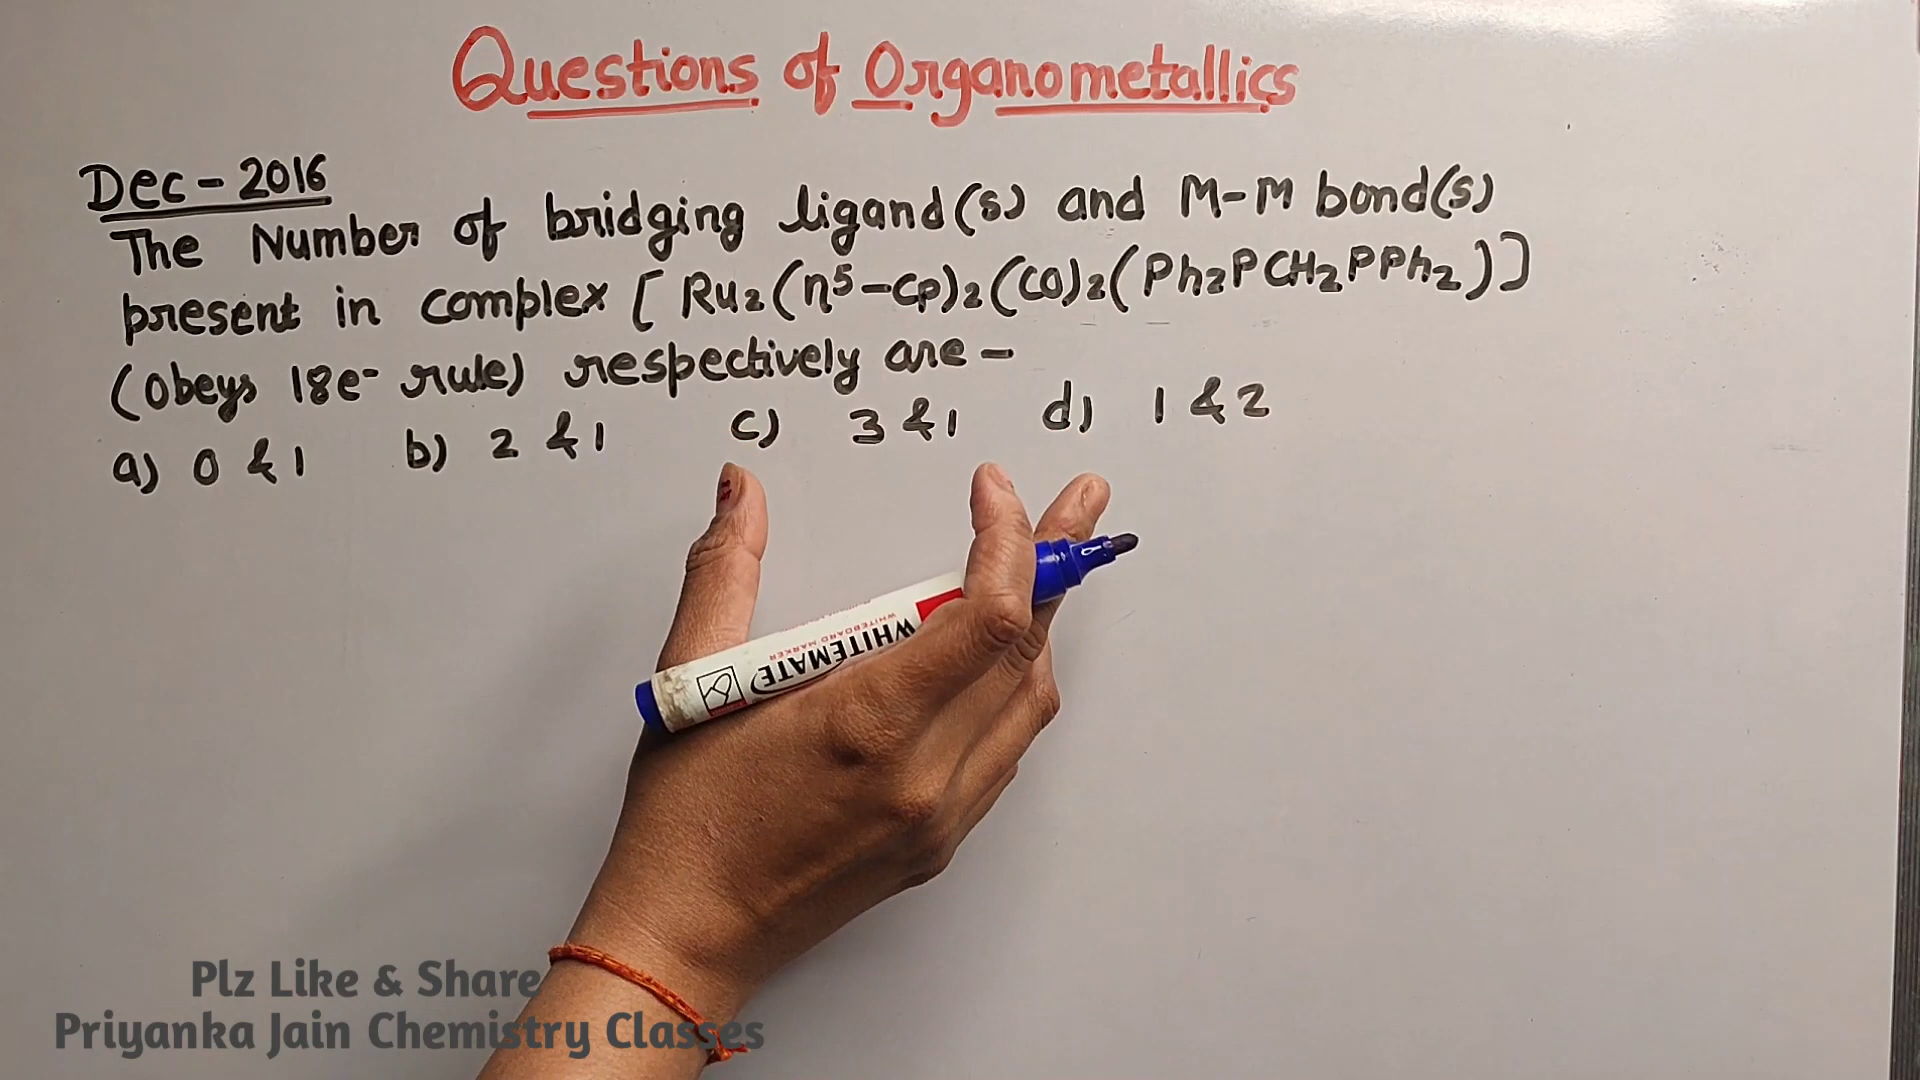 Questions of Organometallics
Dec-2016
The Number of bridging ligand(s) and M-M bond(s)
present in complex [Ru₂(η⁵-Cp)₂(CO)₂(Ph₂PCH₂PPh₂)]
(Obeys 18e⁻ rule) respectively are -
a) 0 & 1 b) 2 & 1 c) 3 & 1 d) 1 & 2
WHITEMATE
WHITEBOARD MARKER
Plz Like & Share
Priyanka Jain Chemistry Classes